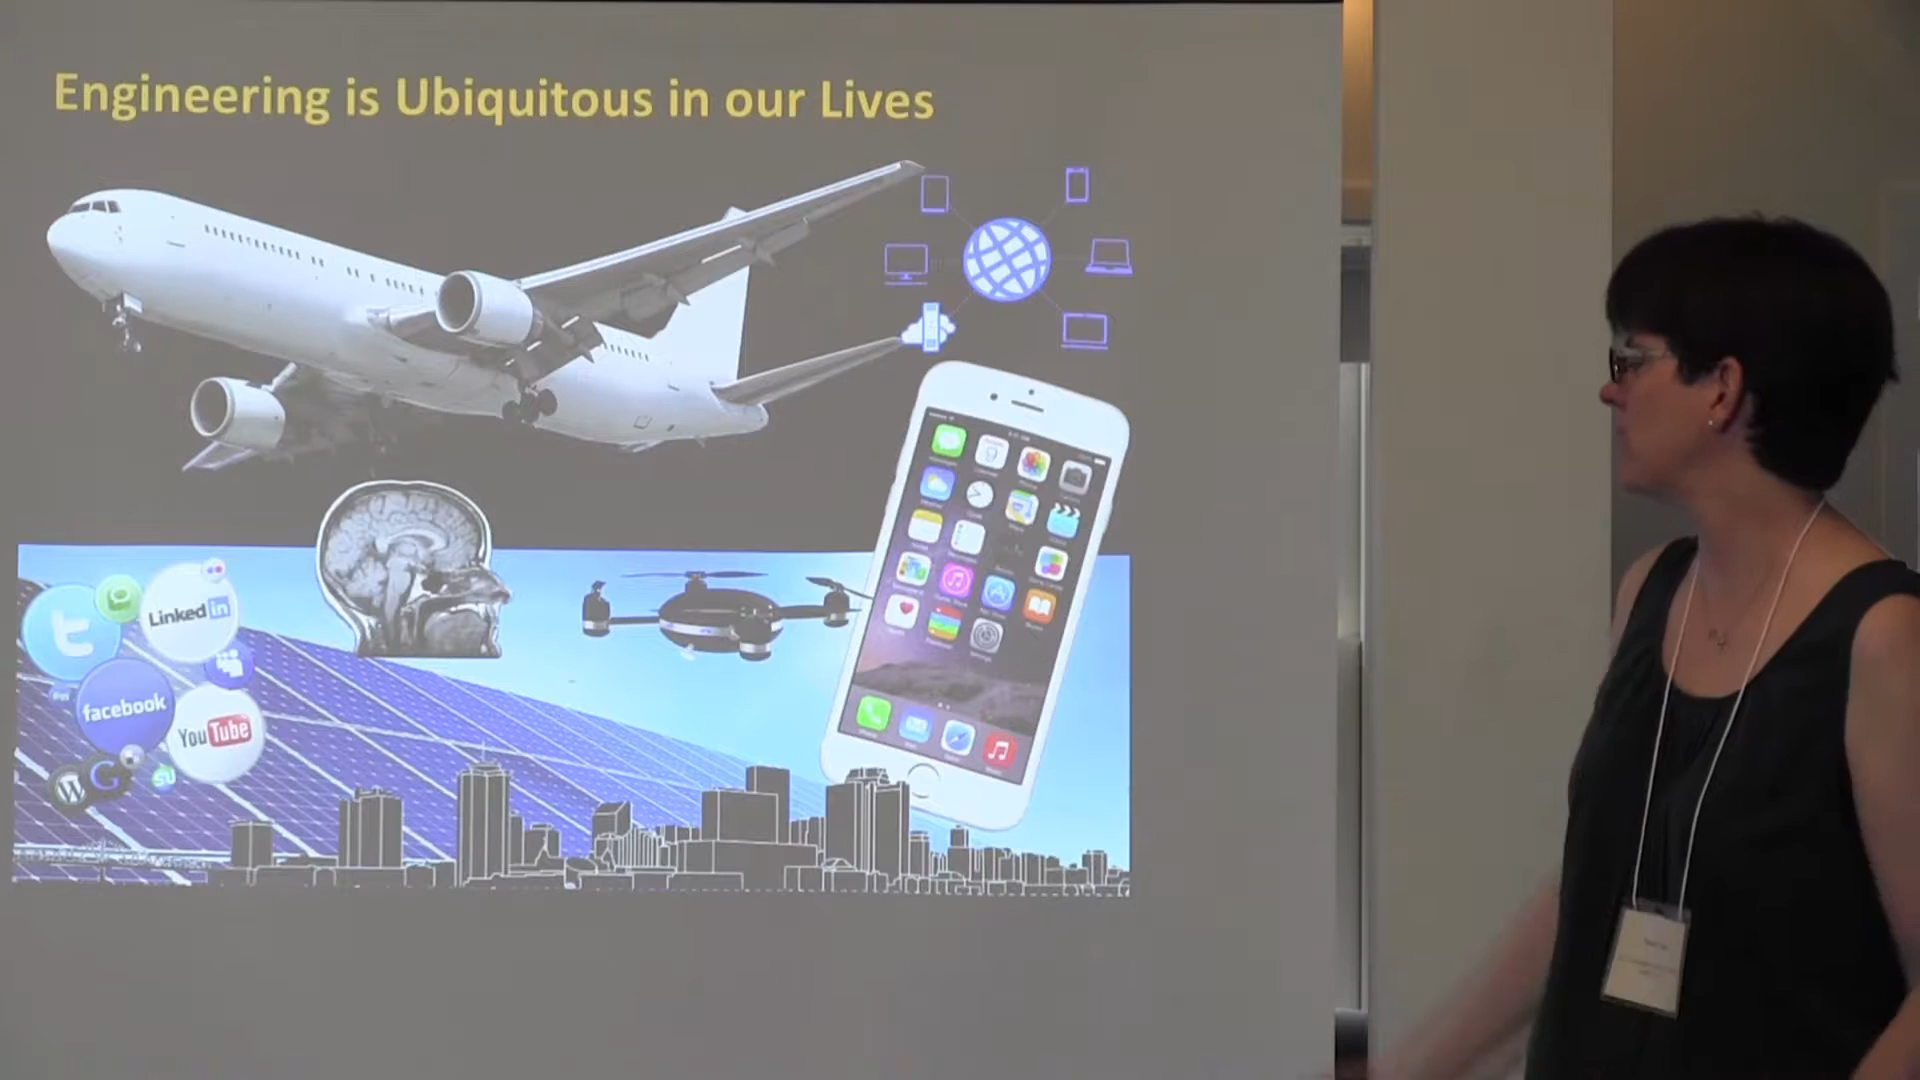 Engineering is Ubiquitous in our Lives
Linked in
facebook
YouTube